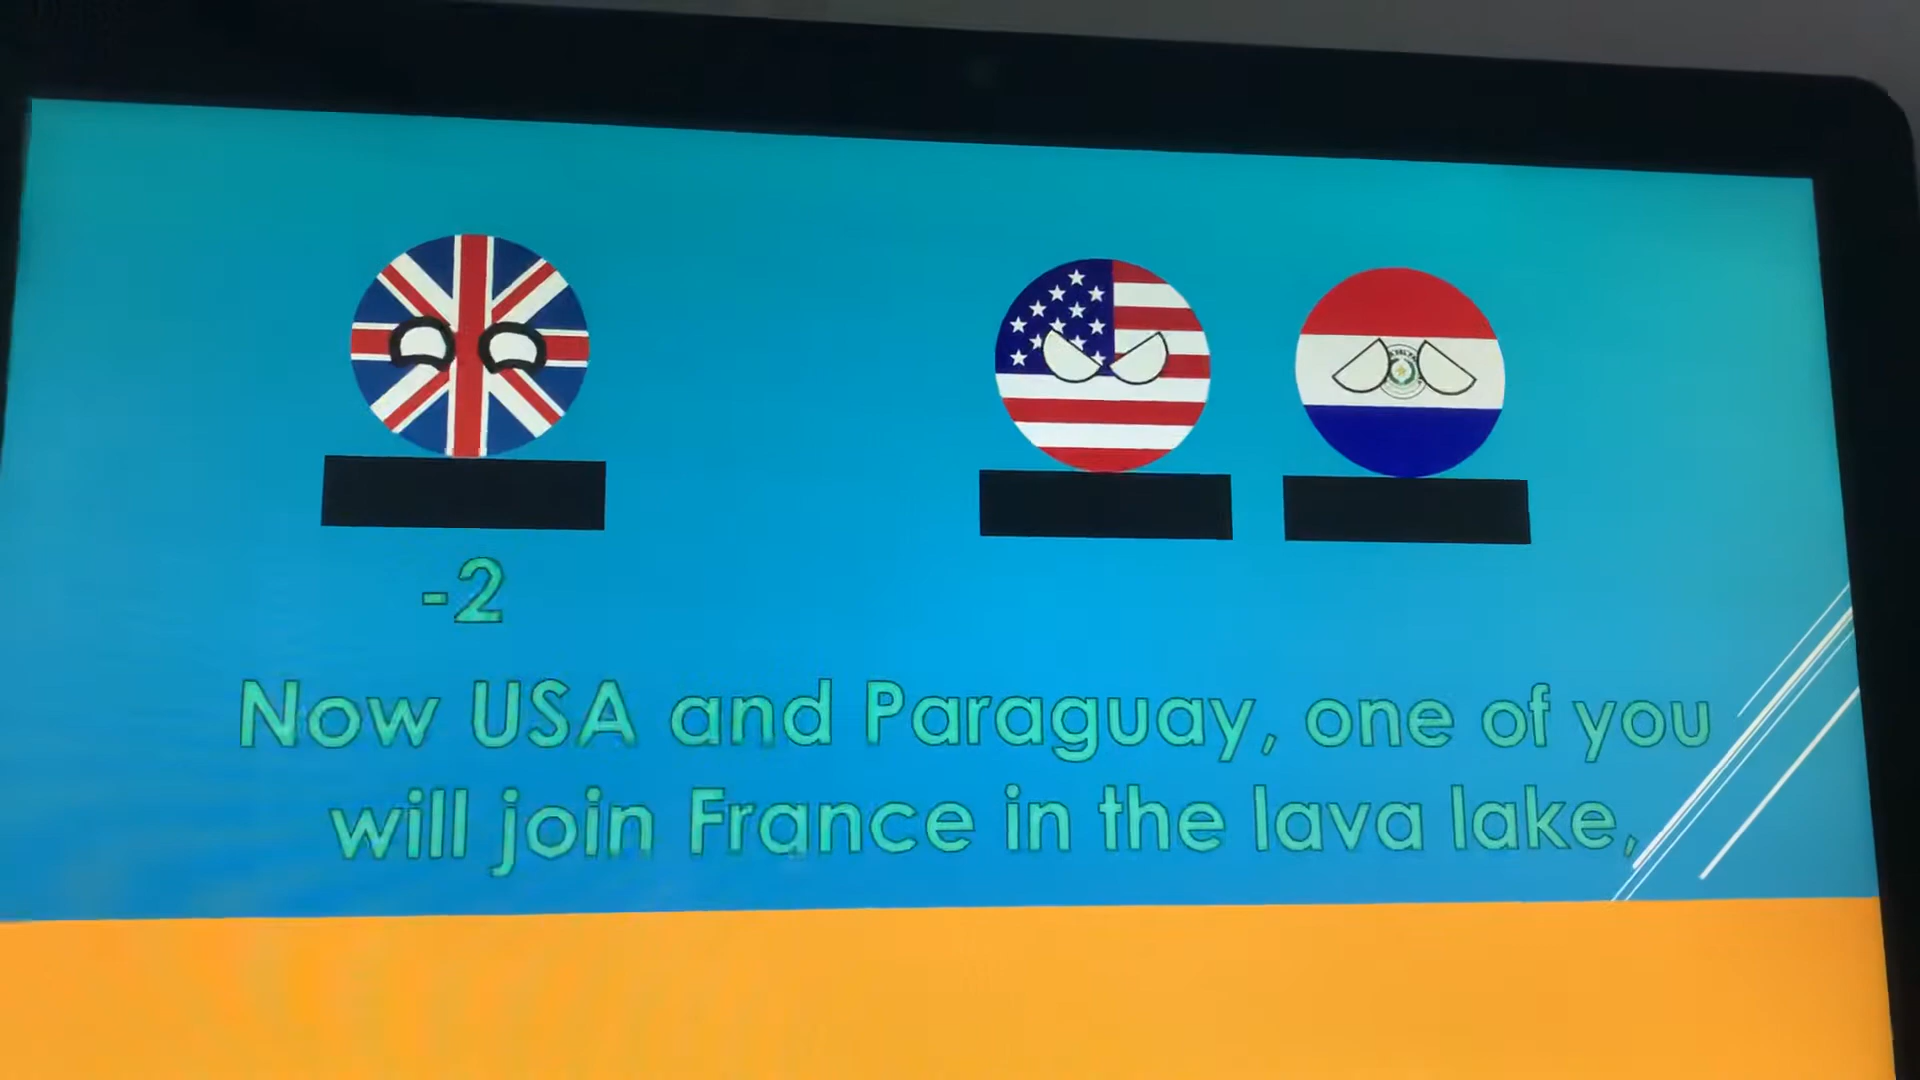 -2
Now USA and Paraguay, one of you
will join France in the lava lake,